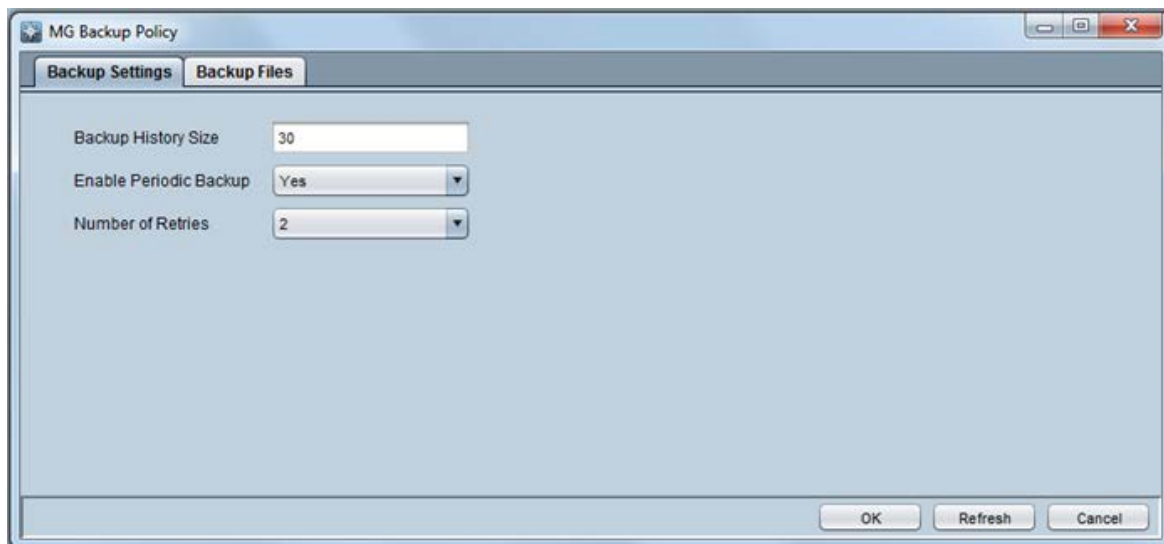 MG Backup Policy
Backup Settings Backup Files
Backup History Size 30
Enable Periodic Backup Yes
Number of Retries 2
OK Refresh Cancel